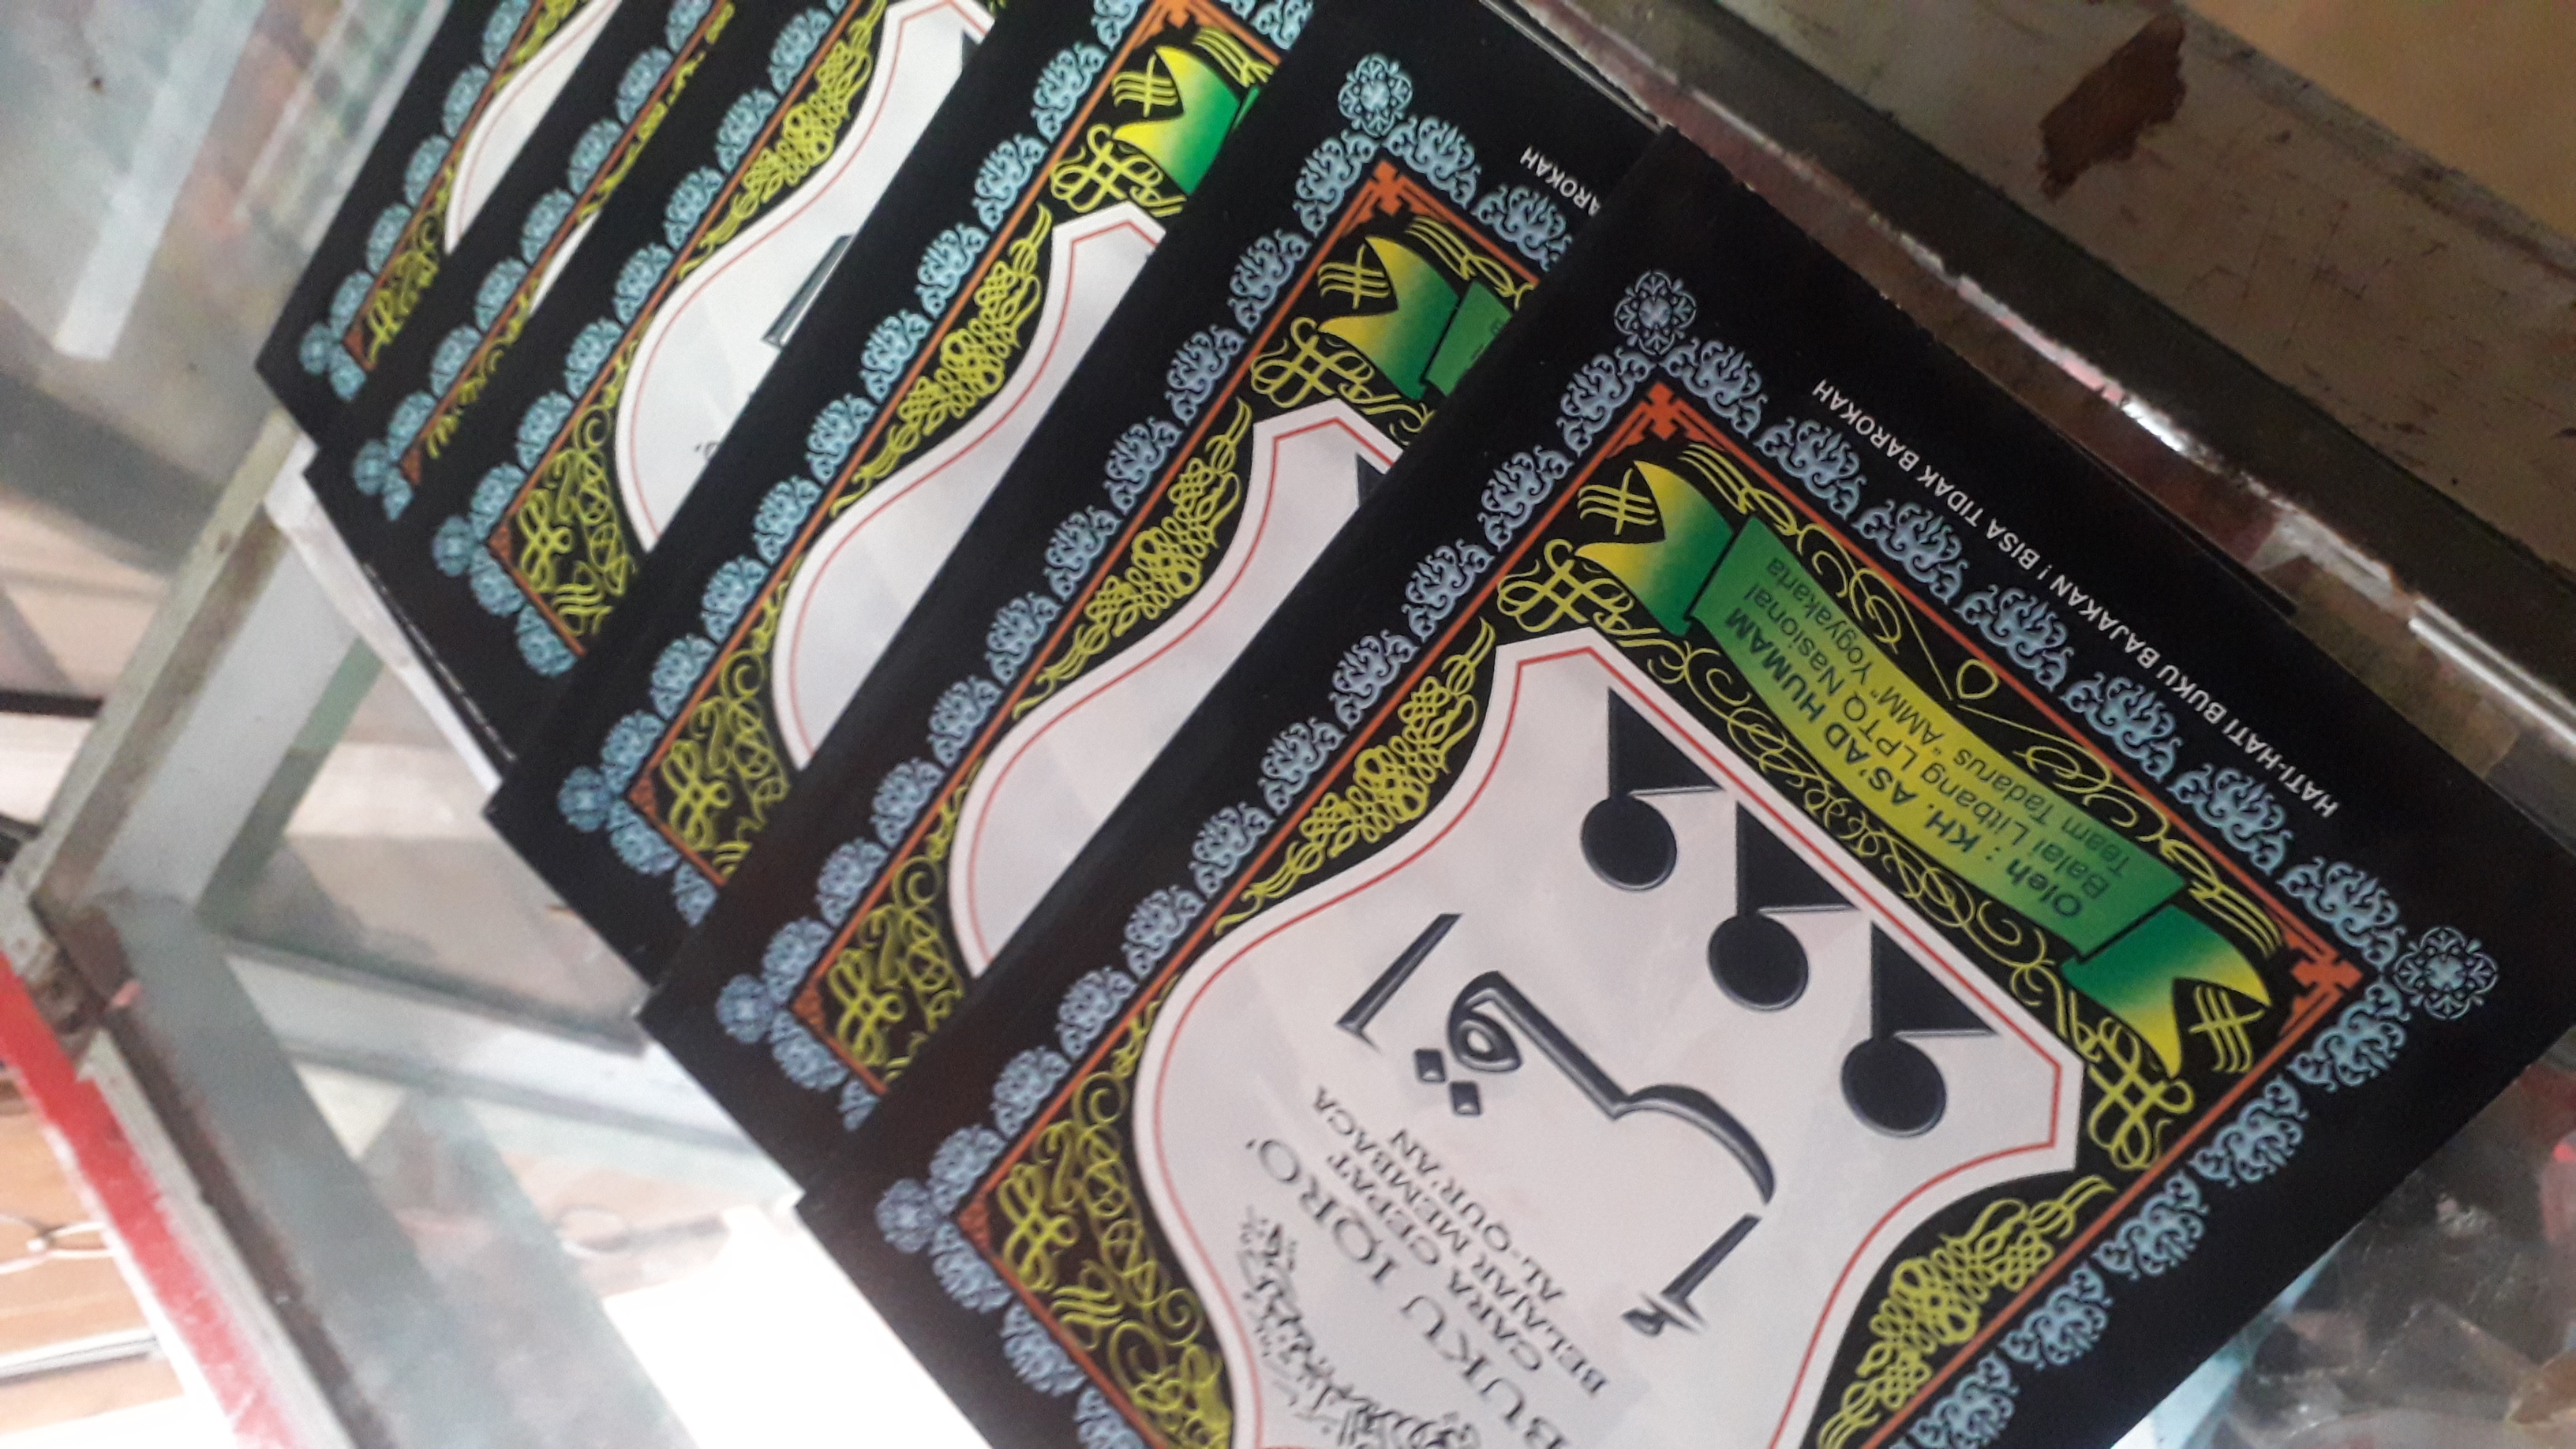 BUKU IQRO'
CARA CEPAT
BELAJAR MEMBACA
AL-QUR'AN
اقرأ
Oleh : KH. AS'AD HUMAM
Balai Litbang LPTQ Nasional
Team Tadarus "AMM" Yogyakarta
HATI-HATI BUKU BAJAKAN ! BISA TIDAK BAROKAH
AROKAH